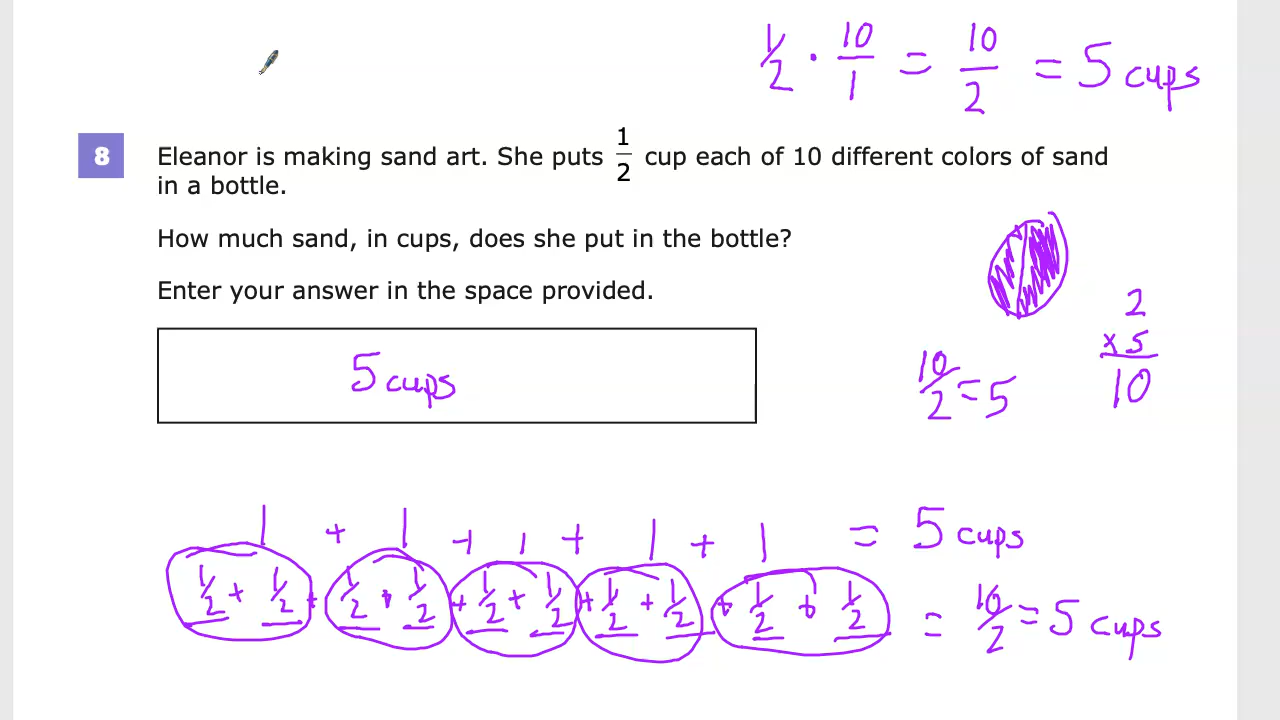 1/2 · 10/1 = 10/2 = 5 cups
8 Eleanor is making sand art. She puts 1/2 cup each of 10 different colors of sand
in a bottle.
How much sand, in cups, does she put in the bottle?
Enter your answer in the space provided.
5 cups
10/2 = 5
2
x 5
10
1 + 1 + 1 + 1 + 1 = 5 cups
1/2 + 1/2 + 1/2 + 1/2 + 1/2 + 1/2 + 1/2 + 1/2 + 1/2 + 1/2 = 10/2 = 5 cups